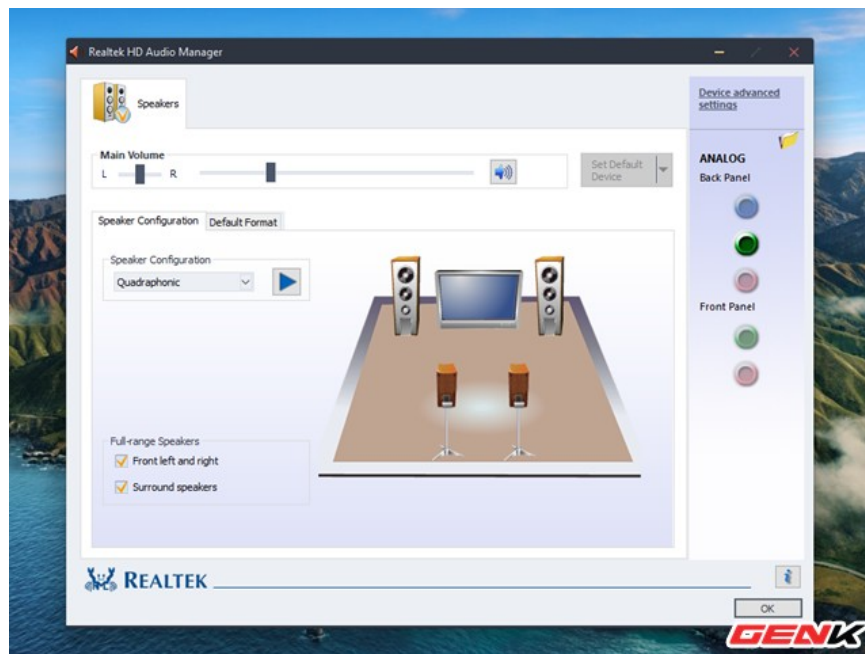 Realtek HD Audio Manager
Speakers
Device advanced
settings
Main Volume
L
R
Set Default
Device
ANALOG
Back Panel
Speaker Configuration
Default Format
Speaker Configuration
Quadraphonic
Front Panel
Full-range Speakers
Front left and right
Surround speakers
REALTEK
i
OK
GENK